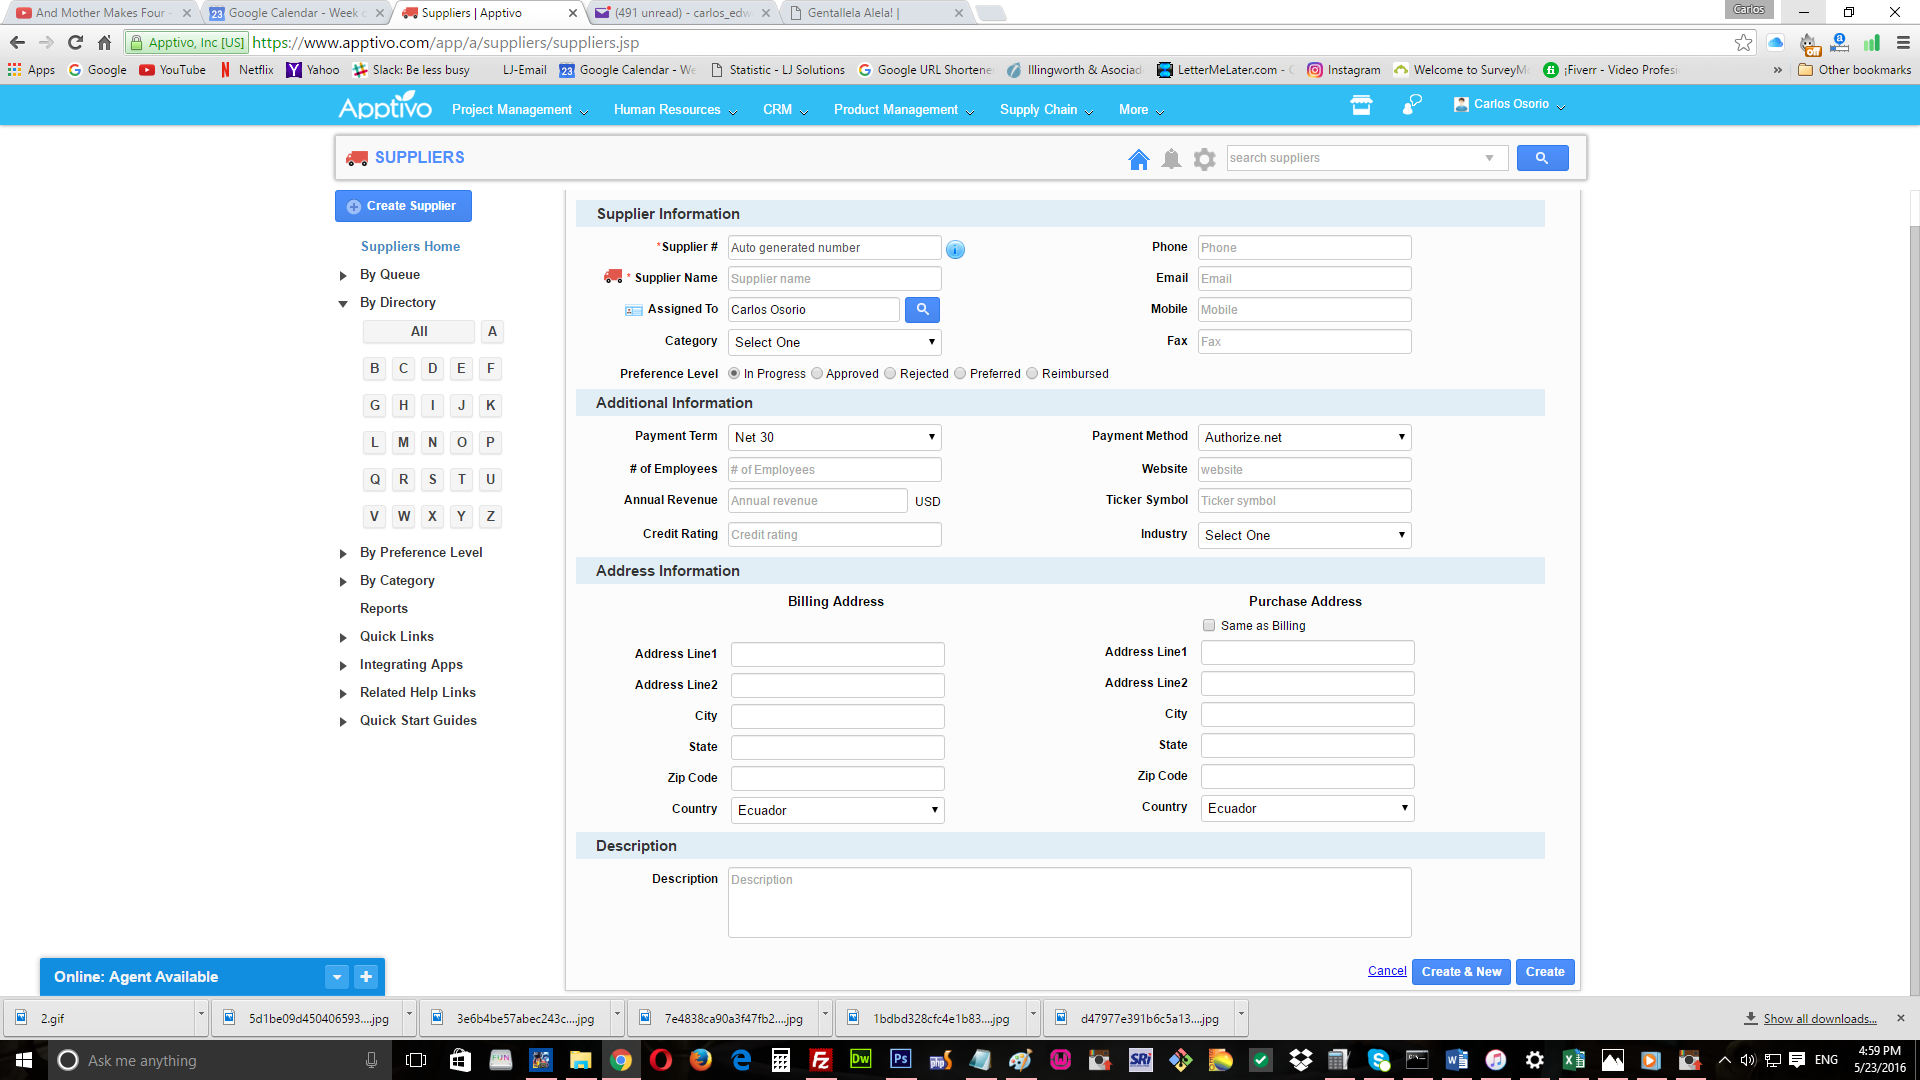 And Mother Makes Four -
Google Calendar - Week
Suppliers | Apptivo
(491 unread) - carlos_edw
Gentallela Alela! |
Carlos
Apptivo, Inc [US]
https://www.apptivo.com/app/a/suppliers/suppliers.jsp
Apps
Google
YouTube
Netflix
Yahoo
Slack: Be less busy
LJ-Email
Google Calendar - We
Statistic - LJ Solutions
Google URL Shortene
Illingworth & Asociad
LetterMeLater.com -
Instagram
Welcome to SurveyM
¡Fiverr - Video Profesi
» Other bookmarks
Apptivo
Project Management
Human Resources
CRM
Product Management
Supply Chain
More
Carlos Osorio
SUPPLIERS
search suppliers
Create Supplier
Suppliers Home
By Queue
By Directory
All A
B C D E F
G H I J K
L M N O P
Q R S T U
V W X Y Z
By Preference Level
By Category
Reports
Quick Links
Integrating Apps
Related Help Links
Quick Start Guides
Supplier Information
*Supplier # Auto generated number
Phone Phone
* Supplier Name Supplier name
Email Email
Assigned To Carlos Osorio
Mobile Mobile
Category Select One
Fax Fax
Preference Level In Progress Approved Rejected Preferred Reimbursed
Additional Information
Payment Term Net 30
Payment Method Authorize.net
# of Employees # of Employees
Website website
Annual Revenue Annual revenue USD
Ticker Symbol Ticker symbol
Credit Rating Credit rating
Industry Select One
Address Information
Billing Address
Purchase Address
Same as Billing
Address Line1
Address Line1
Address Line2
Address Line2
City
City
State
State
Zip Code
Zip Code
Country Ecuador
Country Ecuador
Description
Description Description
Cancel Create & New Create
Online: Agent Available
2.gif
5d1be09d450406593....jpg
3e6b4be57abec243c....jpg
7e4838ca90a3f47fb2....jpg
1bdbd328cfc4e1b83....jpg
d47977e391b6c5a13....jpg
Show all downloads...
Ask me anything
ENG
4:59 PM
5/23/2016